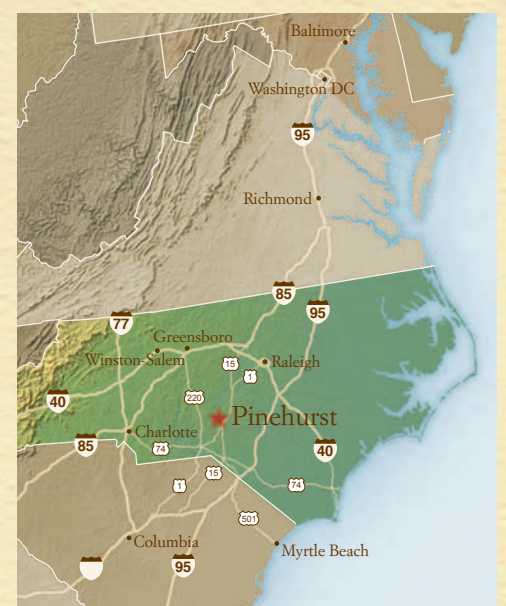 Baltimore
Washington DC
95
Richmond
85
95
77
Greensboro
Winston-Salem
15
Raleigh
1
220
40
Pinehurst
Charlotte
85
74
40
15
1
74
501
Columbia
Myrtle Beach
95